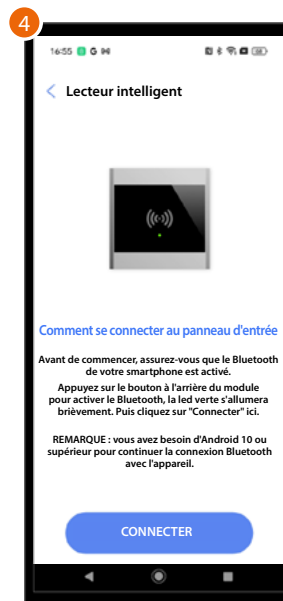 4
16:55 G
Lecteur intelligent
Comment se connecter au panneau d'entrée
Avant de commencer, assurez-vous que le Bluetooth
de votre smartphone est activé.
Appuyez sur le bouton à l'arrière du module
pour activer le Bluetooth, la led verte s'allumera
brièvement. Puis cliquez sur "Connecter" ici.
REMARQUE : vous avez besoin d'Android 10 ou
supérieur pour continuer la connexion Bluetooth
avec l'appareil.
CONNECTER